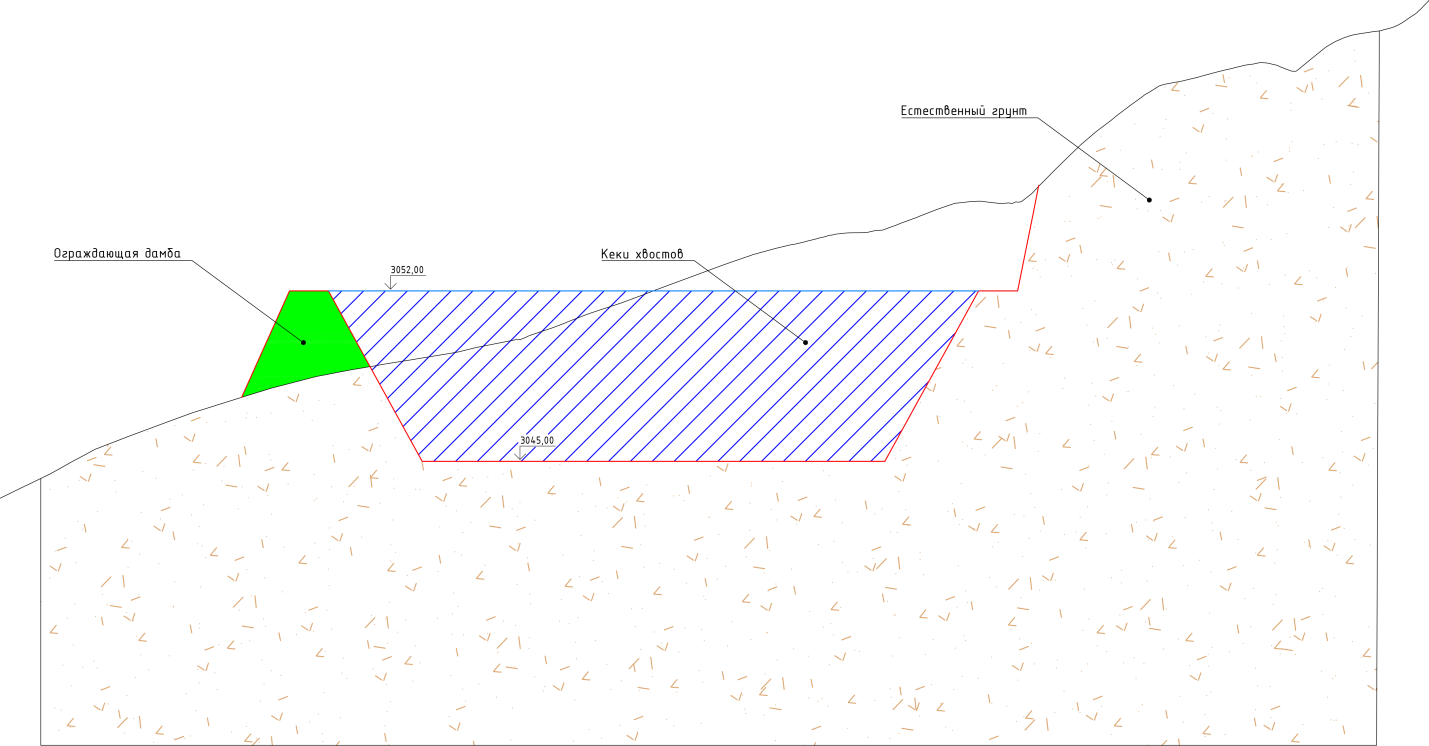 Естественный грунт
Ограждающая дамба
Кеки хвостов
3052,00
3045,00